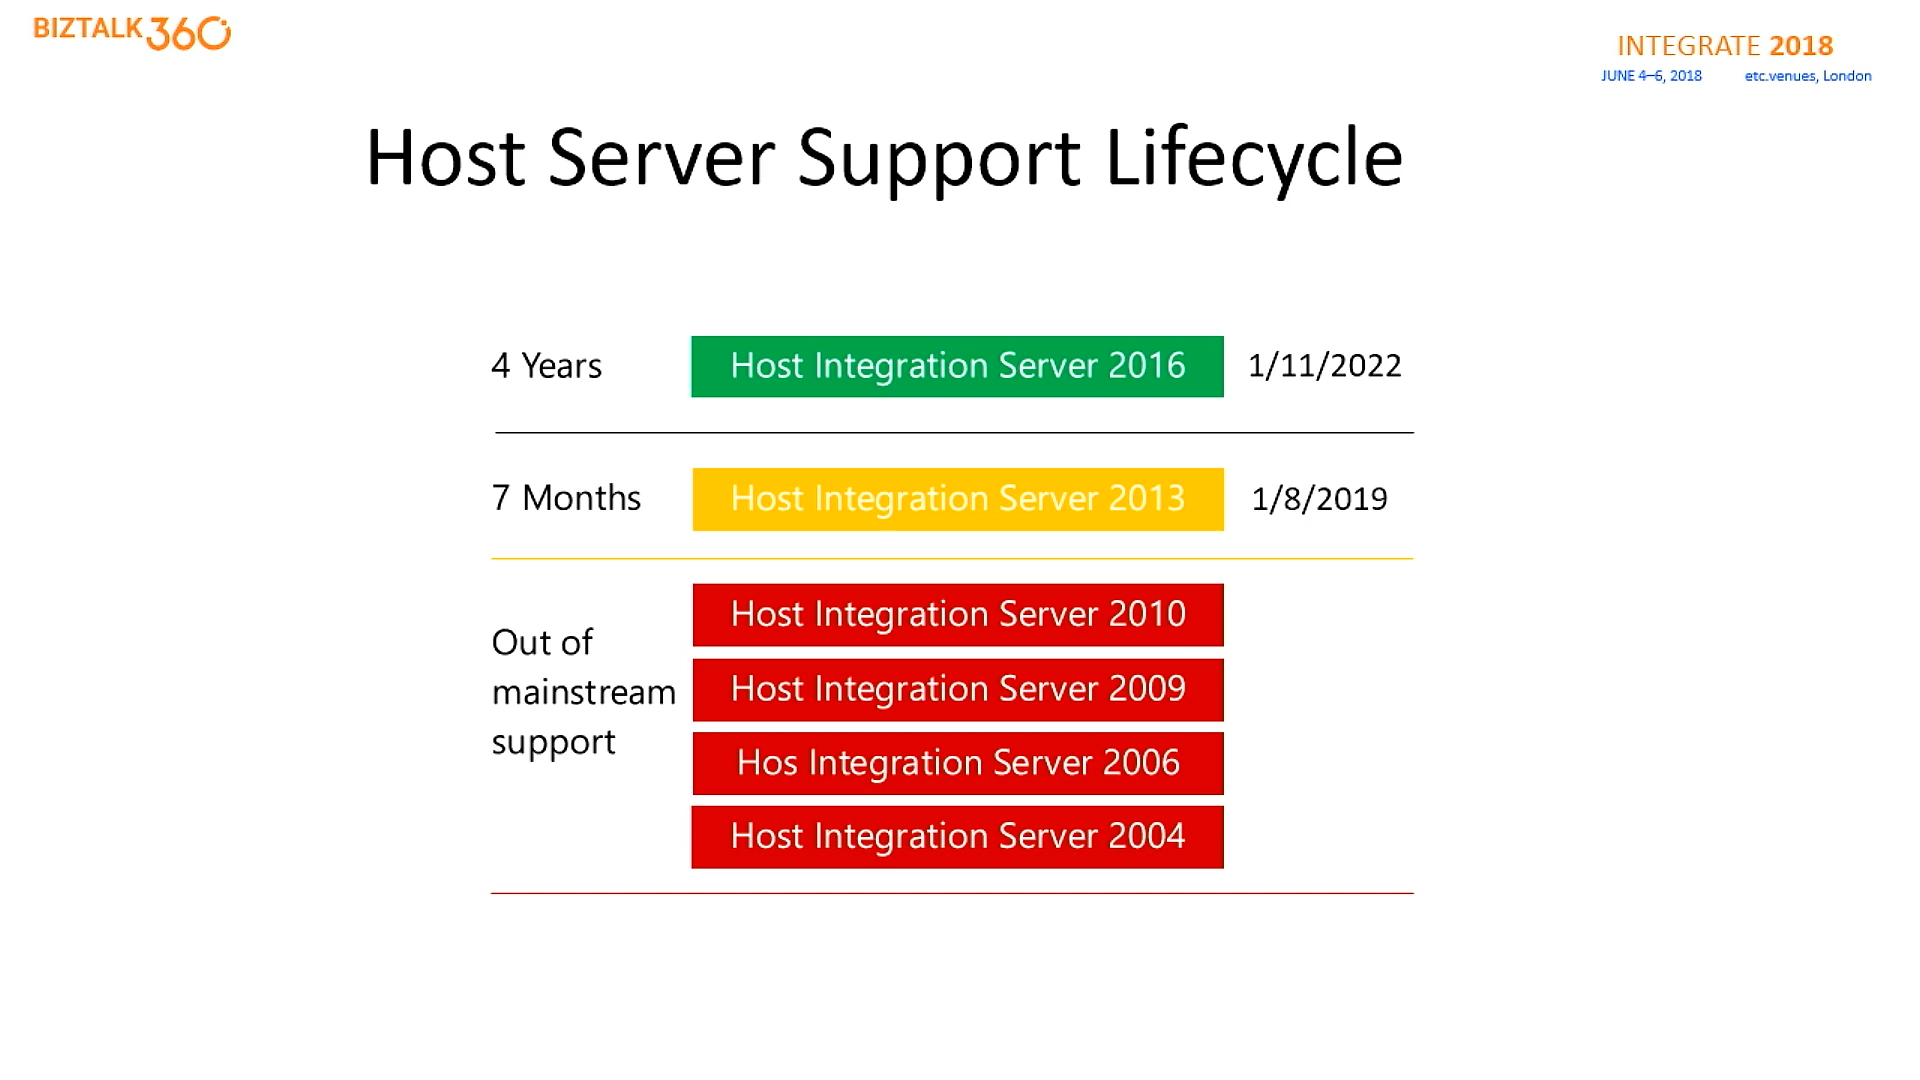 BIZTALK360
INTEGRATE 2018
JUNE 4–6, 2018 etc.venues, London
Host Server Support Lifecycle
4 Years Host Integration Server 2016 1/11/2022
7 Months Host Integration Server 2013 1/8/2019
Out of
mainstream
support
Host Integration Server 2010
Host Integration Server 2009
Hos Integration Server 2006
Host Integration Server 2004